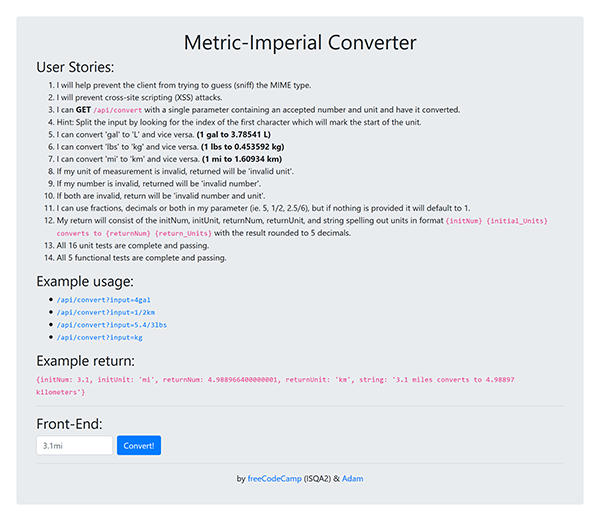 Metric-Imperial Converter
User Stories:
1. I will help prevent the client from trying to guess (sniff) the MIME type.
2. I will prevent cross-site scripting (XSS) attacks.
3. I can GET /api/convert with a single parameter containing an accepted number and unit and have it converted.
4. Hint: Split the input by looking for the index of the first character which will mark the start of the unit.
5. I can convert 'gal' to 'L' and vice versa. (1 gal to 3.78541 L)
6. I can convert 'lbs' to 'kg' and vice versa. (1 lbs to 0.453592 kg)
7. I can convert 'mi' to 'km' and vice versa. (1 mi to 1.60934 km)
8. If my unit of measurement is invalid, returned will be 'invalid unit'.
9. If my number is invalid, returned will be 'invalid number'.
10. If both are invalid, return will be 'invalid number and unit'.
11. I can use fractions, decimals or both in my parameter (ie. 5, 1/2, 2.5/6), but if nothing is provided it will default to 1.
12. My return will consist of the initNum, initUnit, returnNum, returnUnit, and string spelling out units in format {initNum} {initial_Units}
converts to {returnNum} {return_Units} with the result rounded to 5 decimals.
13. All 16 unit tests are complete and passing.
14. All 5 functional tests are complete and passing.
Example usage:
• /api/convert?input=4gal
• /api/convert?input=1/2km
• /api/convert?input=5.4/3lbs
• /api/convert?input=kg
Example return:
{initNum: 3.1, initUnit: 'mi', returnNum: 4.988966400000001, returnUnit: 'km', string: '3.1 miles converts to 4.98897
kilometers'}
Front-End:
3.1mi Convert!
by freeCodeCamp (ISQA2) & Adam